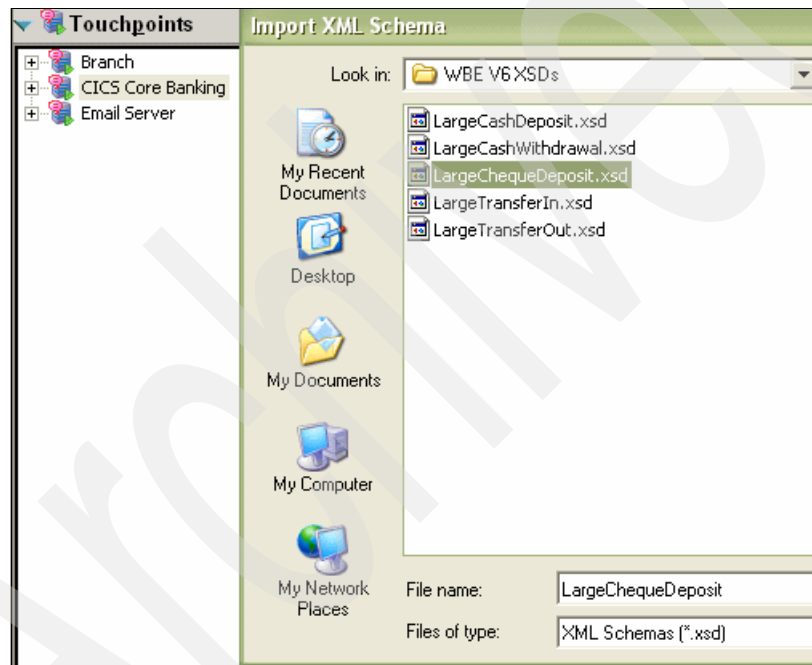 Touchpoints
Branch
CICS Core Banking
Email Server
Import XML Schema
Look in:
WBE V6 XSDs
My Recent
Documents
Desktop
My Documents
My Computer
My Network
Places
LargeCashDeposit.xsd
LargeCashWithdrawal.xsd
LargeChequeDeposit.xsd
LargeTransferIn.xsd
LargeTransferOut.xsd
File name:
LargeChequeDeposit
Files of type:
XML Schemas (*.xsd)